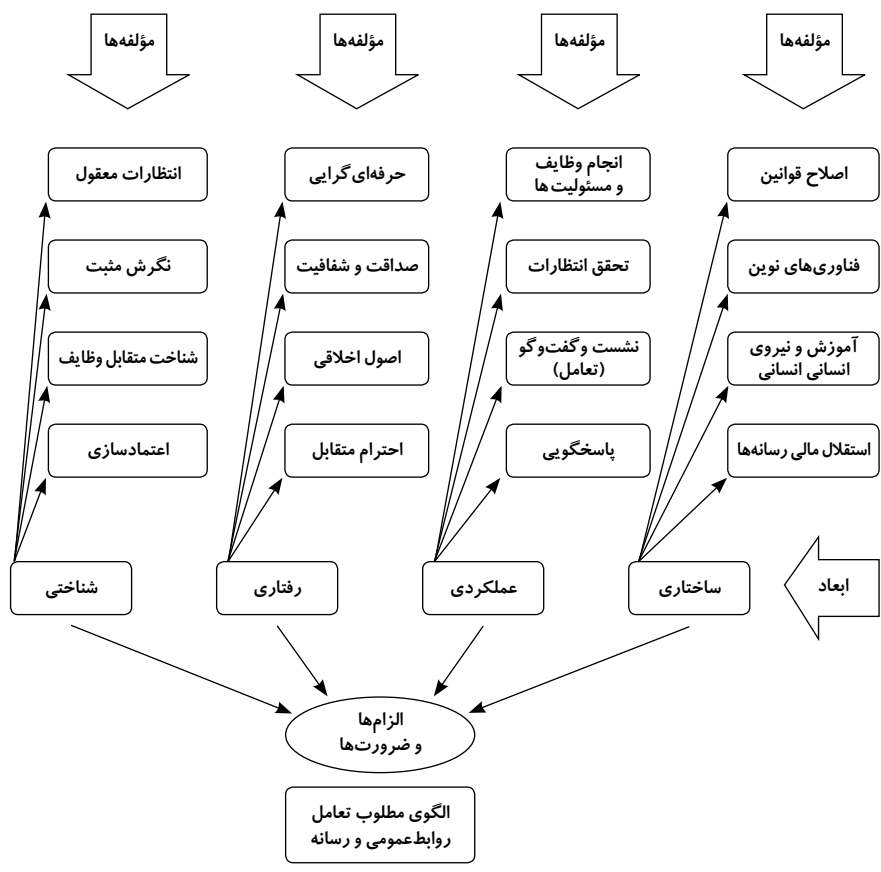 مؤلفه‌ها
مؤلفه‌ها
مؤلفه‌ها
مؤلفه‌ها
اصلاح قوانین
انجام وظایف
و مسئولیت‌ها
حرفه‌ای‌گرایی
انتظارات معقول
فناوری‌های نوین
تحقق انتظارات
صداقت و شفافیت
نگرش مثبت
آموزش و نیروی
انسانی انسانی
نشست و گفت‌وگو
(تعامل)
اصول اخلاقی
شناخت متقابل وظایف
استقلال مالی رسانه‌ها
پاسخگویی
احترام متقابل
اعتمادسازی
ابعاد
ساختاری
عملکردی
رفتاری
شناختی
الزام‌ها
و ضرورت‌ها
الگوی مطلوب تعامل
روابط‌عمومی و رسانه